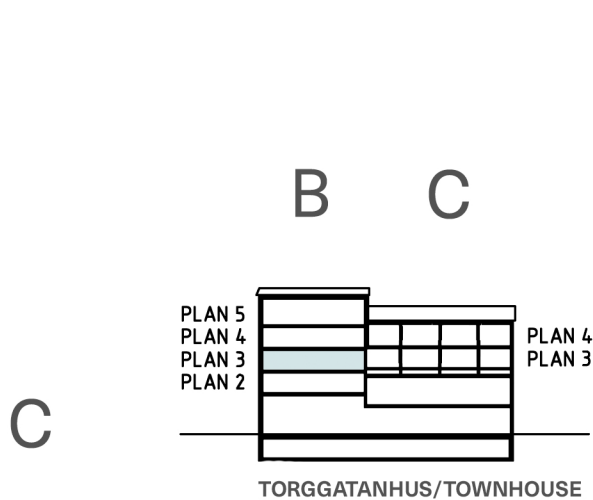 B C
PLAN 5
PLAN 4
PLAN 3
PLAN 2
PLAN 4
PLAN 3
C
TORGGATANHUS/TOWNHOUSE